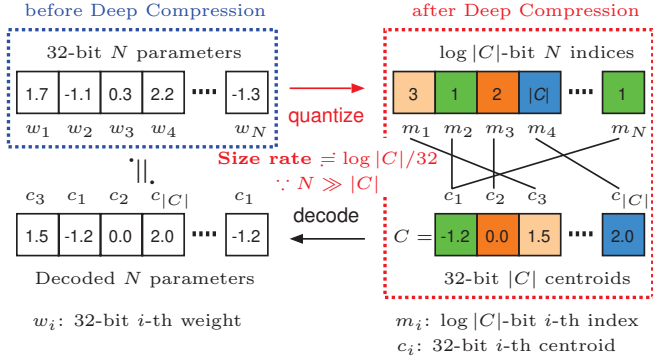 before Deep Compression
32-bit N parameters
1.7 -1.1 0.3 2.2 ···· -1.3
w₁ w₂ w₃ w₄ w_N
after Deep Compression
log |C|-bit N indices
3 1 2 |C| ···· 1
m₁ m₂ m₃ m₄ m_N
quantize
Size rate ≓ log |C|/32
∵ N ≫ |C|
decode
c₃ c₁ c₂ c_|C| c₁
1.5 -1.2 0.0 2.0 ···· -1.2
Decoded N parameters
c₁ c₂ c₃ c_|C|
C = -1.2 0.0 1.5 ···· 2.0
32-bit |C| centroids
wᵢ: 32-bit i-th weight
mᵢ: log |C|-bit i-th index
cᵢ: 32-bit i-th centroid